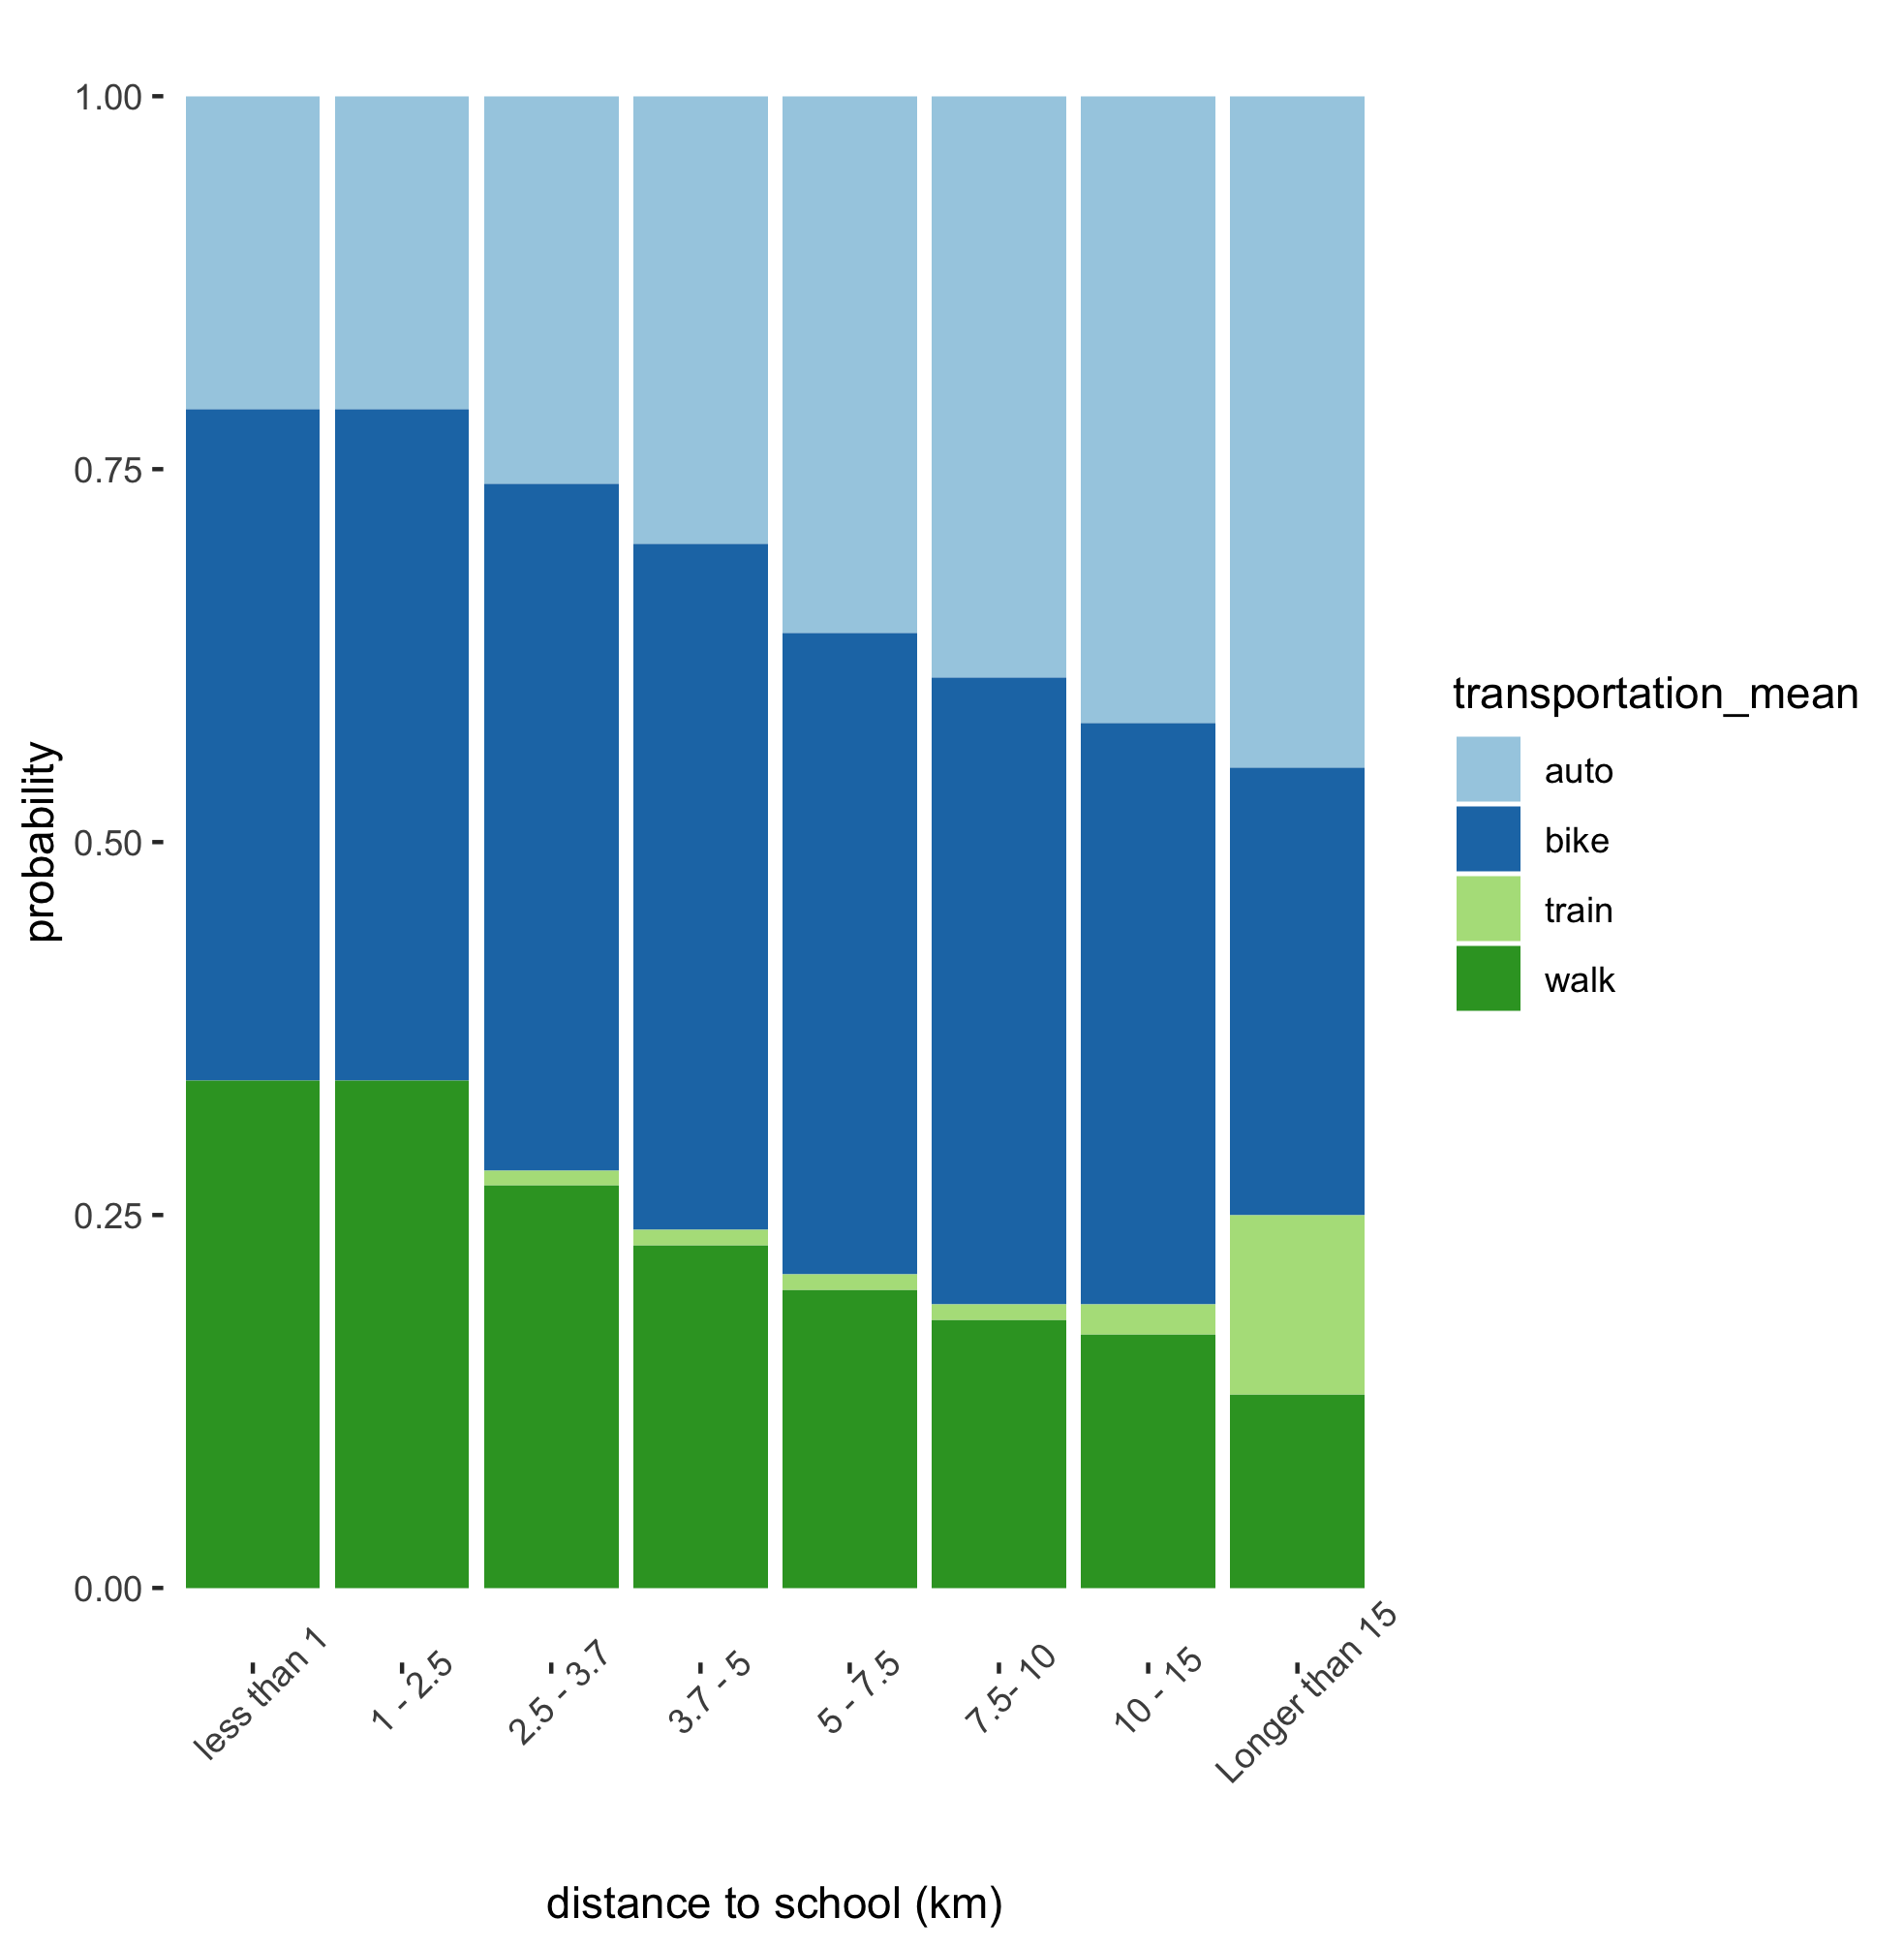 1.00
0.75
0.50
0.25
0.00
probability
less than 1
1 - 2.5
2.5 - 3.7
3.7 - 5
5 - 7.5
7.5- 10
10 - 15
Longer than 15
distance to school (km)
transportation_mean
auto
bike
train
walk